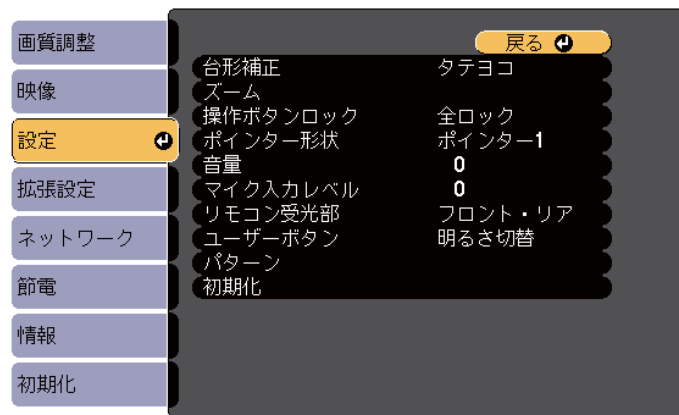 画質調整
映像
設定
拡張設定
ネットワーク
節電
情報
初期化
戻る
台形補正 タテヨコ
ズーム
操作ボタンロック 全ロック
ポインター形状 ポインター1
音量 0
マイク入力レベル 0
リモコン受光部 フロント・リア
ユーザーボタン 明るさ切替
パターン
初期化